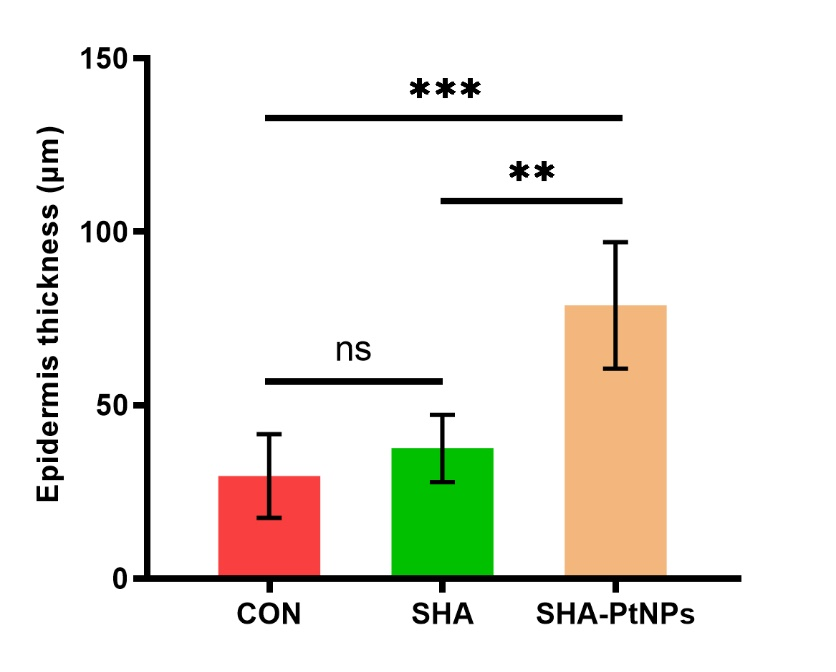 150
***
**
100
Epidermis thickness (µm)
ns
50
0
CON SHA SHA-PtNPs